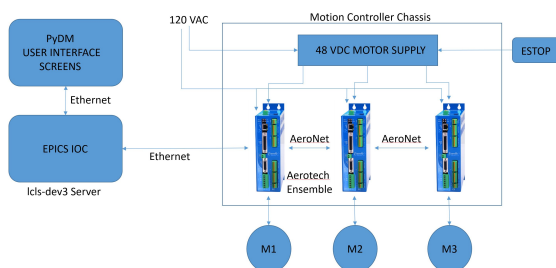 Motion Controller Chassis
120 VAC
PyDM
USER INTERFACE
SCREENS
48 VDC MOTOR SUPPLY
ESTOP
Ethernet
EPICS IOC
AeroNet
AeroNet
Ethernet
Aerotech
Ensemble
lcls-dev3 Server
M1
M2
M3